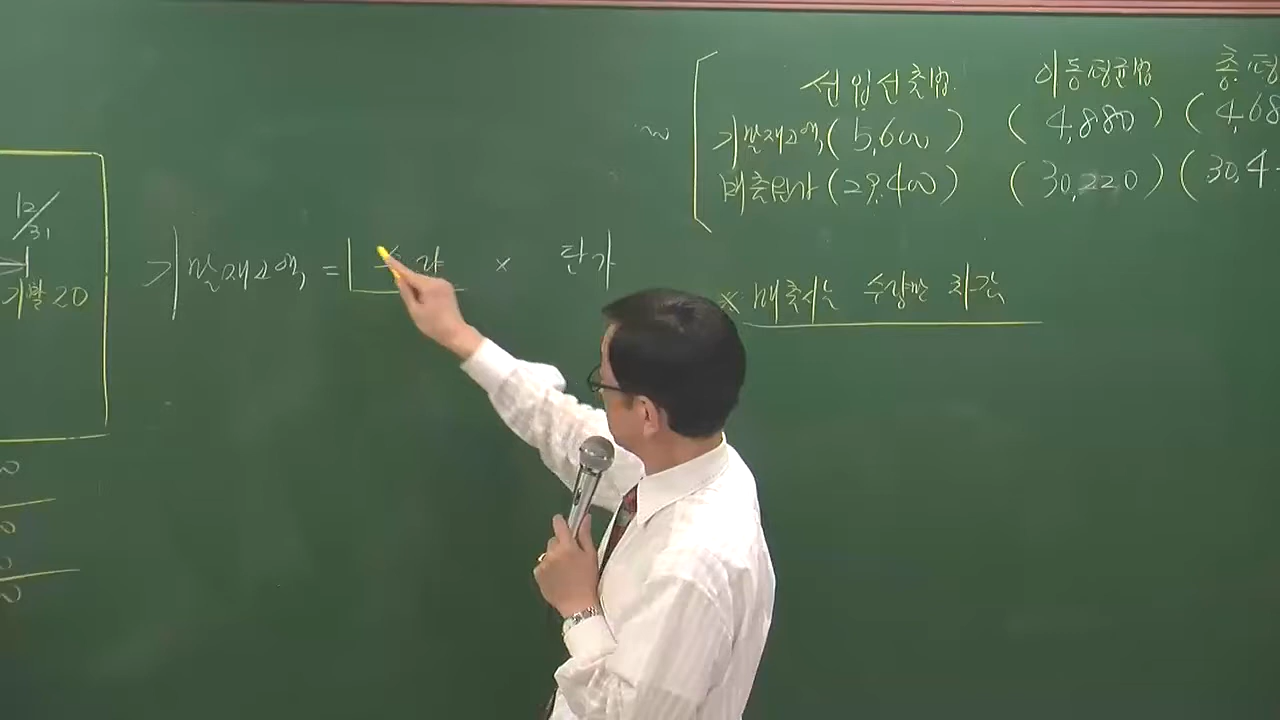 선입선출법 이동평균법 총평
기말재고액 (5,600) (4,880) (4,68
매출원가 (29,400) (30,220) (30,4
12/31
기말 20
기말재고액 = 수량 × 단가
※ 매출시는 수량만 차감